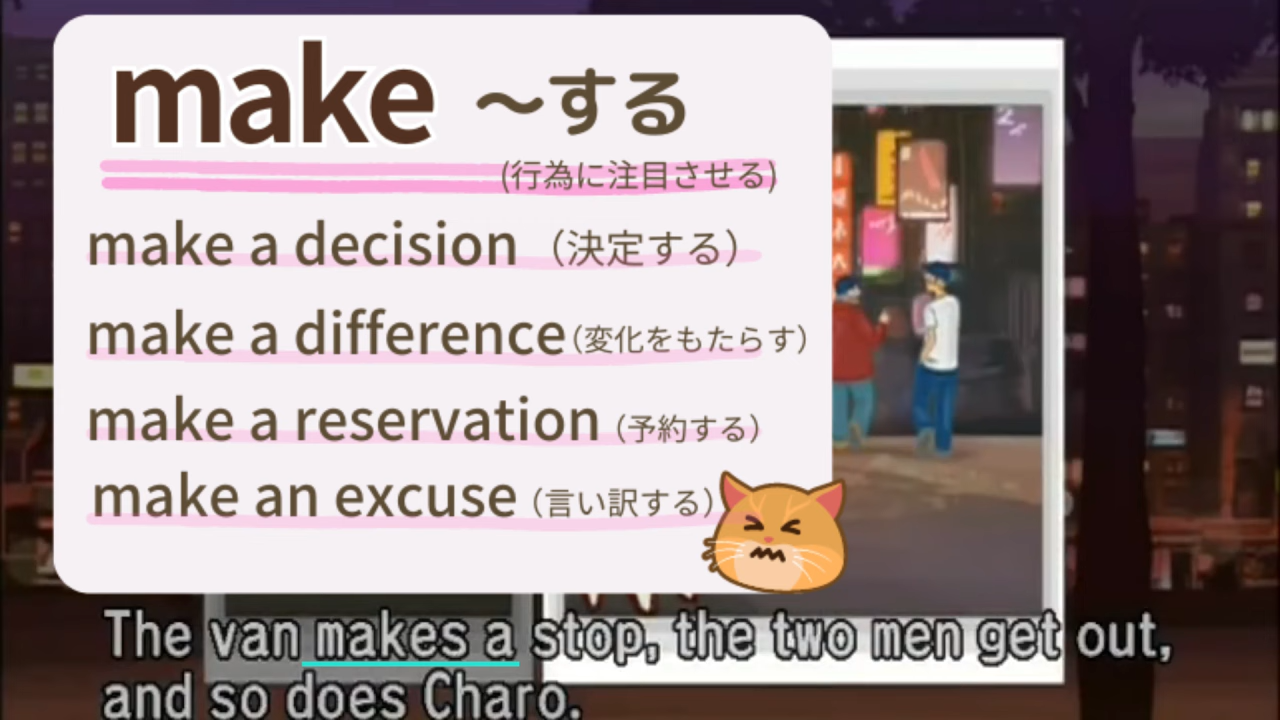 make 〜する
(行為に注目させる)
make a decision（決定する）
make a difference（変化をもたらす）
make a reservation（予約する）
make an excuse（言い訳する）
The van makes a stop, the two men get out,
and so does Charo.